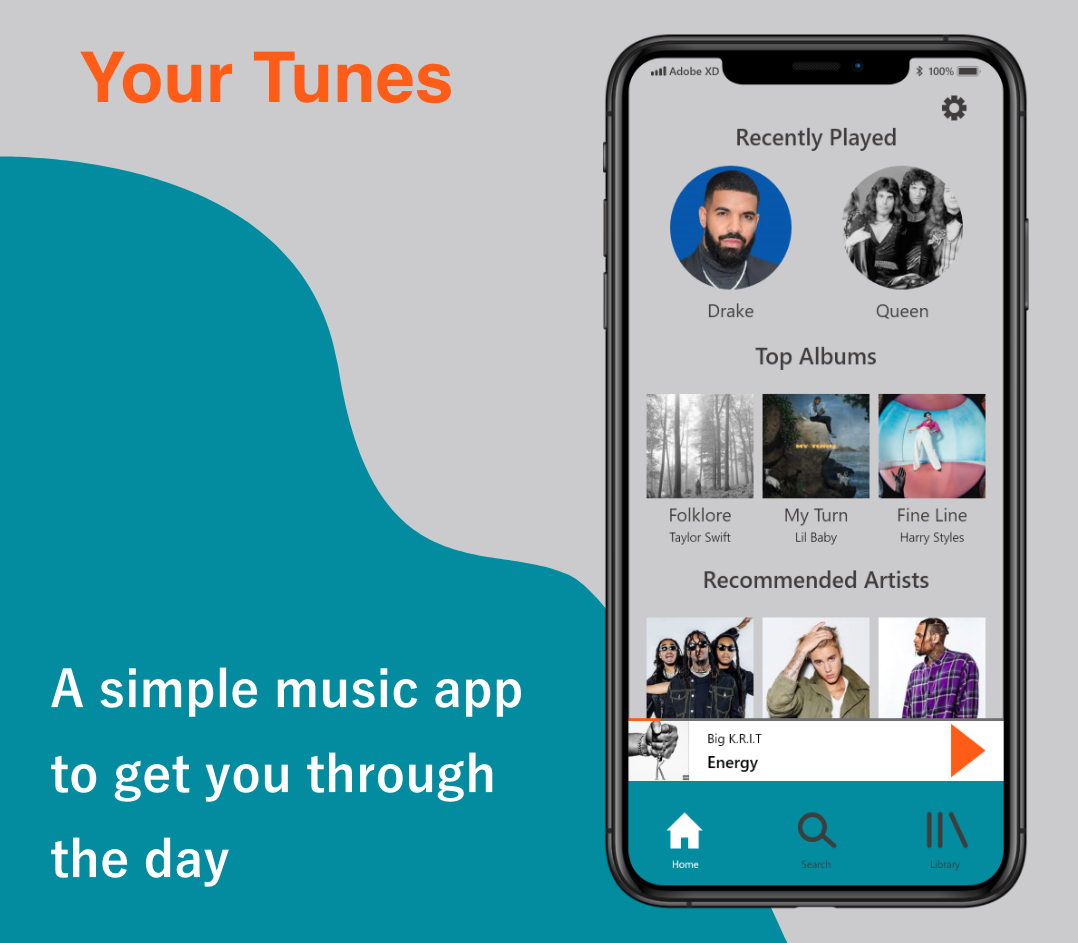 Your Tunes
A simple music app
to get you through
the day
Adobe XD
100%
Recently Played
Drake
Queen
Top Albums
MY TURN
Folklore
My Turn
Fine Line
Taylor Swift
Lil Baby
Harry Styles
Recommended Artists
Big K.R.I.T
Energy
Home
Search
Library